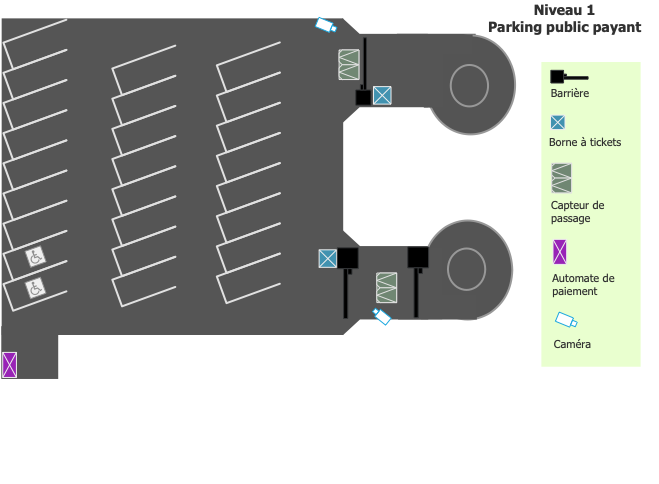 Niveau 1
Parking public payant
Barrière
Borne à tickets
Capteur de
passage
Automate de
paiement
Caméra